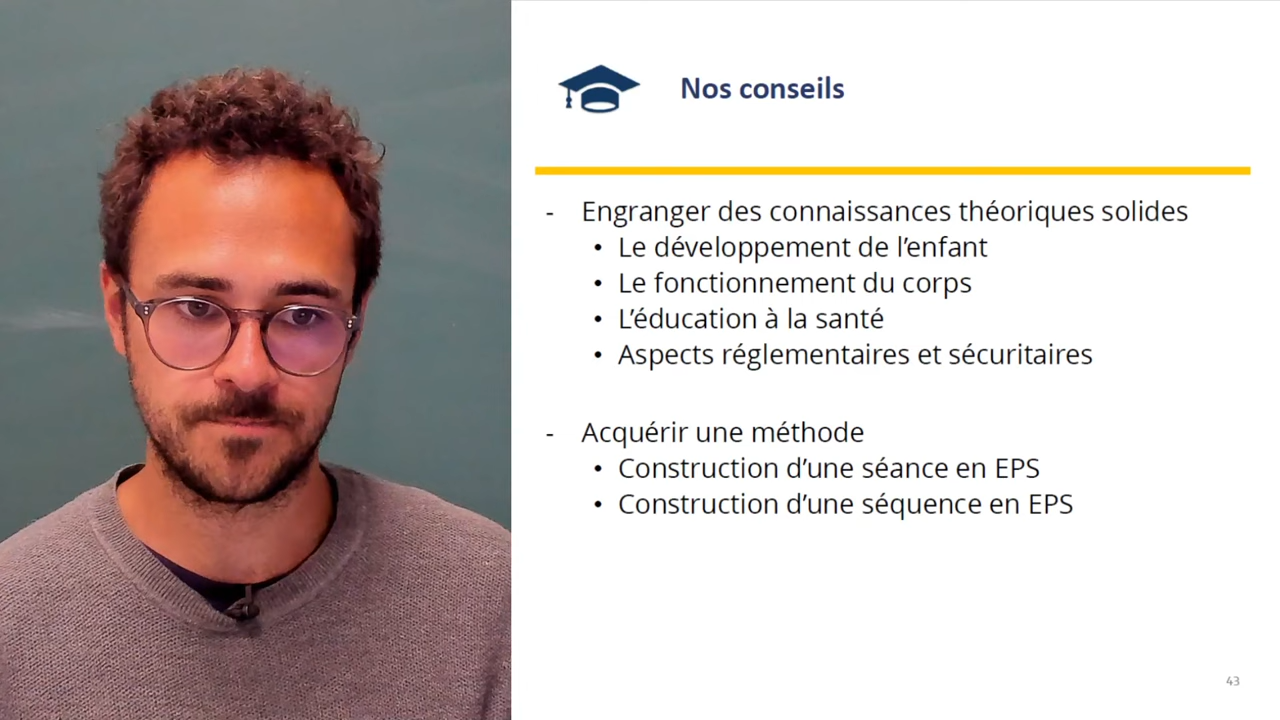 Nos conseils
- Engranger des connaissances théoriques solides
• Le développement de l’enfant
• Le fonctionnement du corps
• L’éducation à la santé
• Aspects réglementaires et sécuritaires
- Acquérir une méthode
• Construction d’une séance en EPS
• Construction d’une séquence en EPS
43